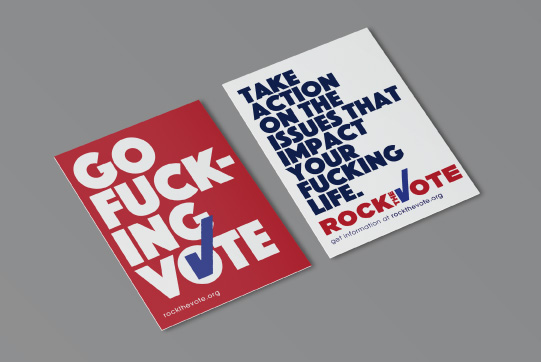 GO
FUCK-
ING
VOTE
rockthevote.org
TAKE
ACTION
ON THE
ISSUES THAT
IMPACT
YOUR
FUCKING
LIFE.
ROCK THE VOTE
get information at rockthevote.org